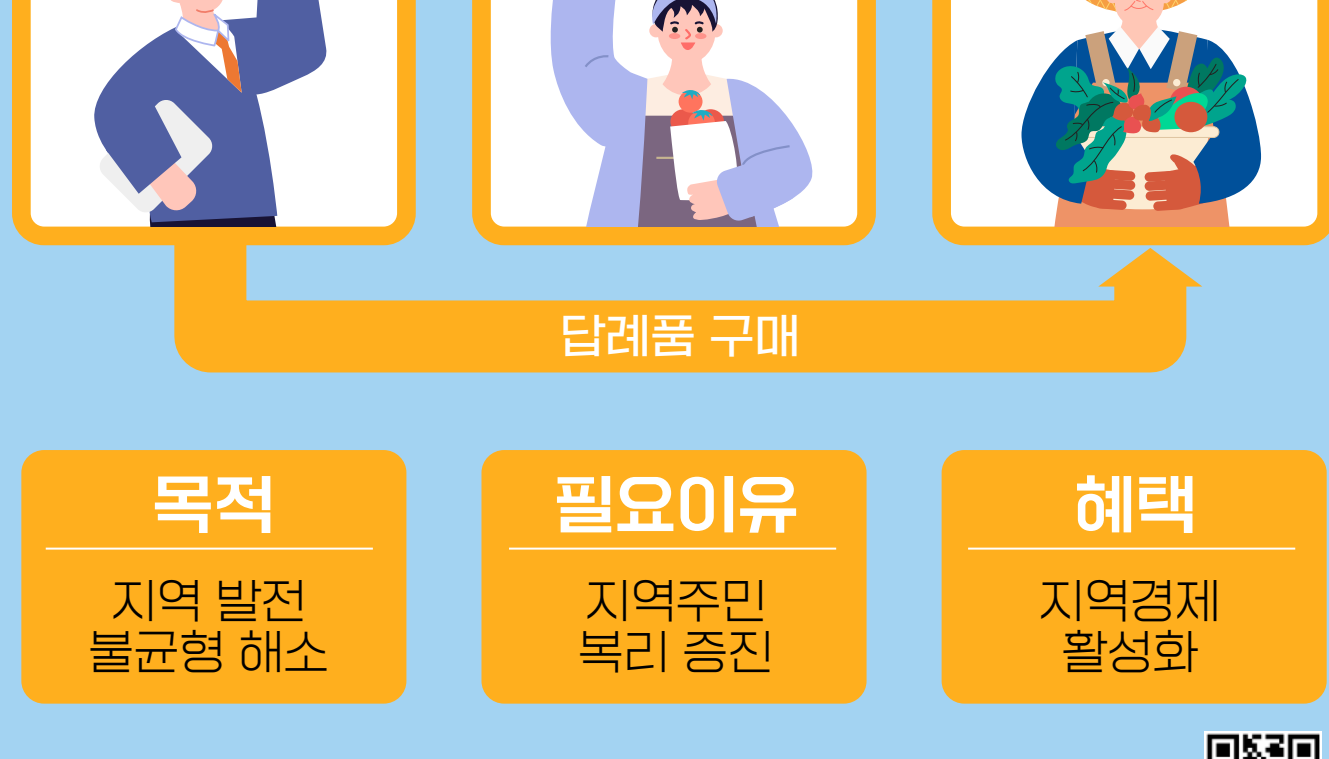 답례품 구매
목적
지역 발전
불균형 해소
필요이유
지역주민
복리 증진
혜택
지역경제
활성화